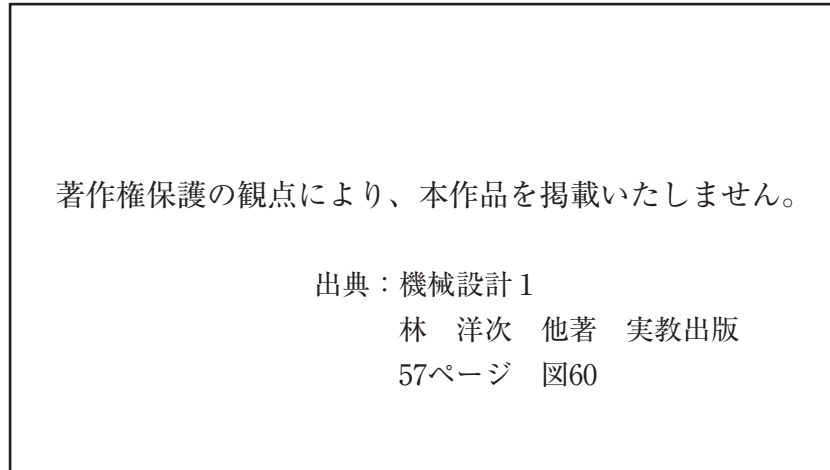 著作権保護の観点により、本作品を掲載いたしません。
出典：機械設計１
林　洋次　他著　実教出版
57ページ　図60